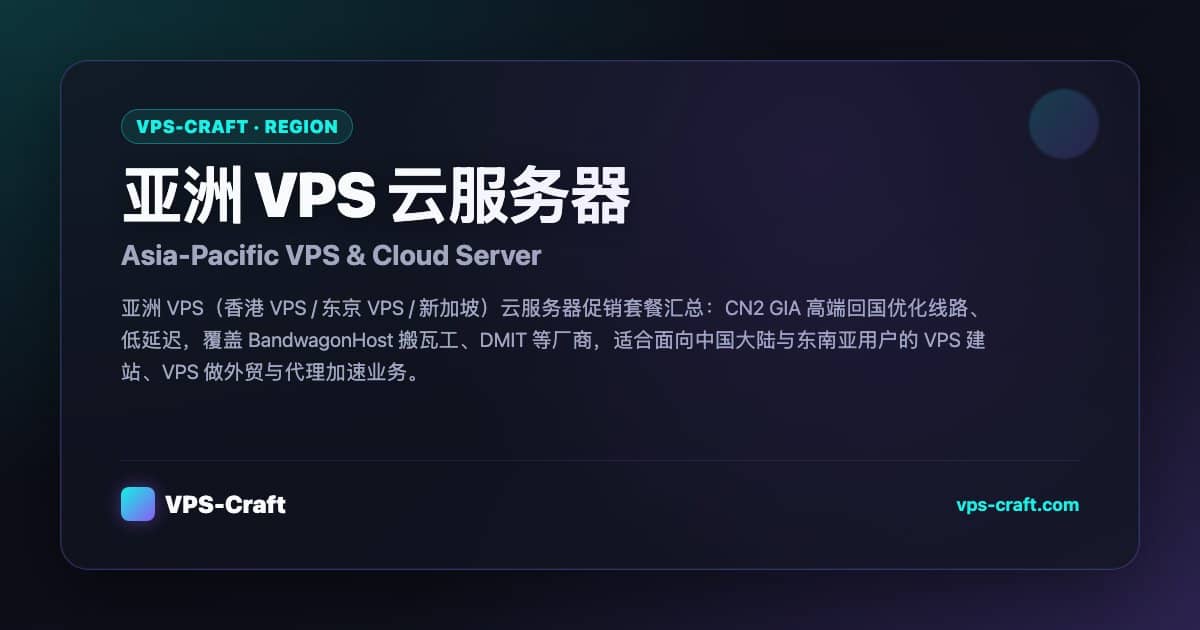 VPS-CRAFT · REGION
亚洲 VPS 云服务器
Asia-Pacific VPS & Cloud Server
亚洲 VPS（香港 VPS / 东京 VPS / 新加坡）云服务器促销套餐汇总：CN2 GIA 高端回国优化线路、
低延迟，覆盖 BandwagonHost 搬瓦工、DMIT 等厂商，适合面向中国大陆与东南亚用户的 VPS 建
站、VPS 做外贸与代理加速业务。
VPS-Craft
vps-craft.com